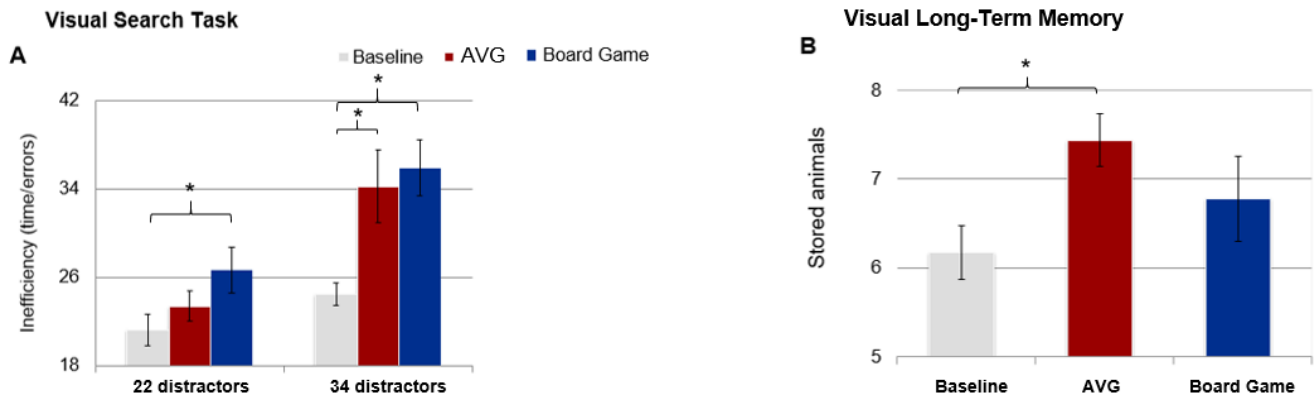 Visual Search Task
A
Baseline AVG Board Game
Inefficiency (time/errors)
42
34
26
18
*
*
*
22 distractors 34 distractors
Visual Long-Term Memory
B
Stored animals
8
7
6
5
*
Baseline AVG Board Game